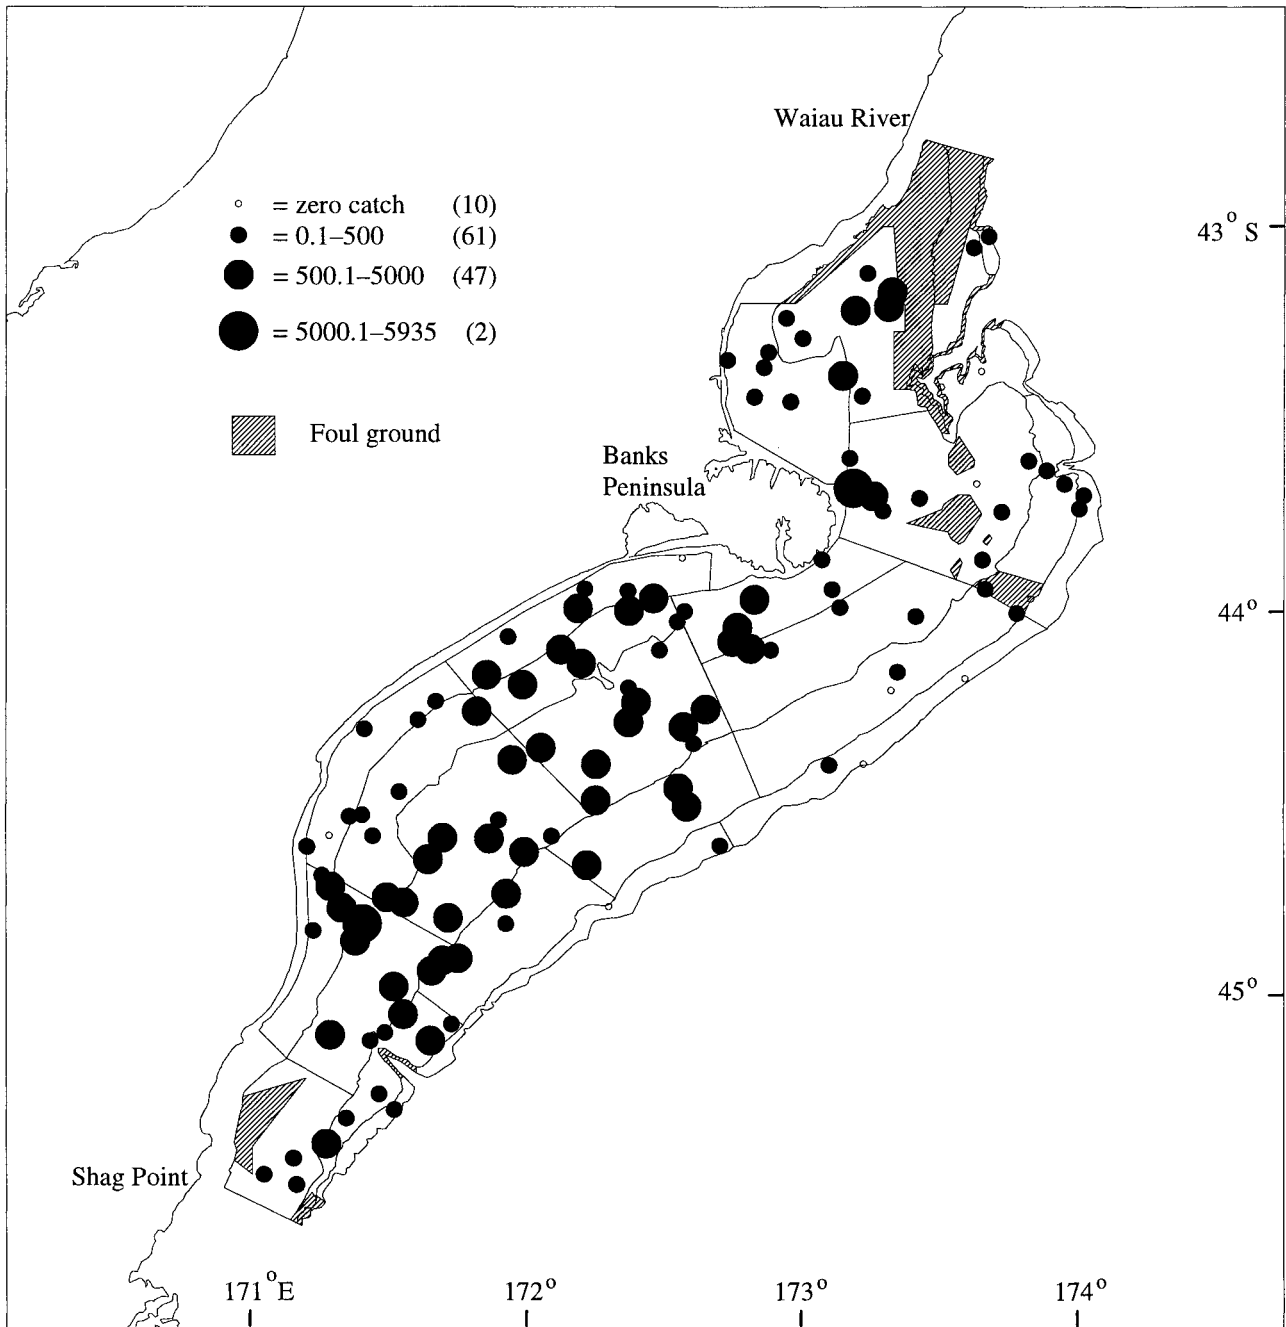 Waiau River
= zero catch (10)
= 0.1–500 (61)
= 500.1–5000 (47)
= 5000.1–5935 (2)
Foul ground
43° S
Banks
Peninsula
44°
45°
Shag Point
171°E 172° 173° 174°